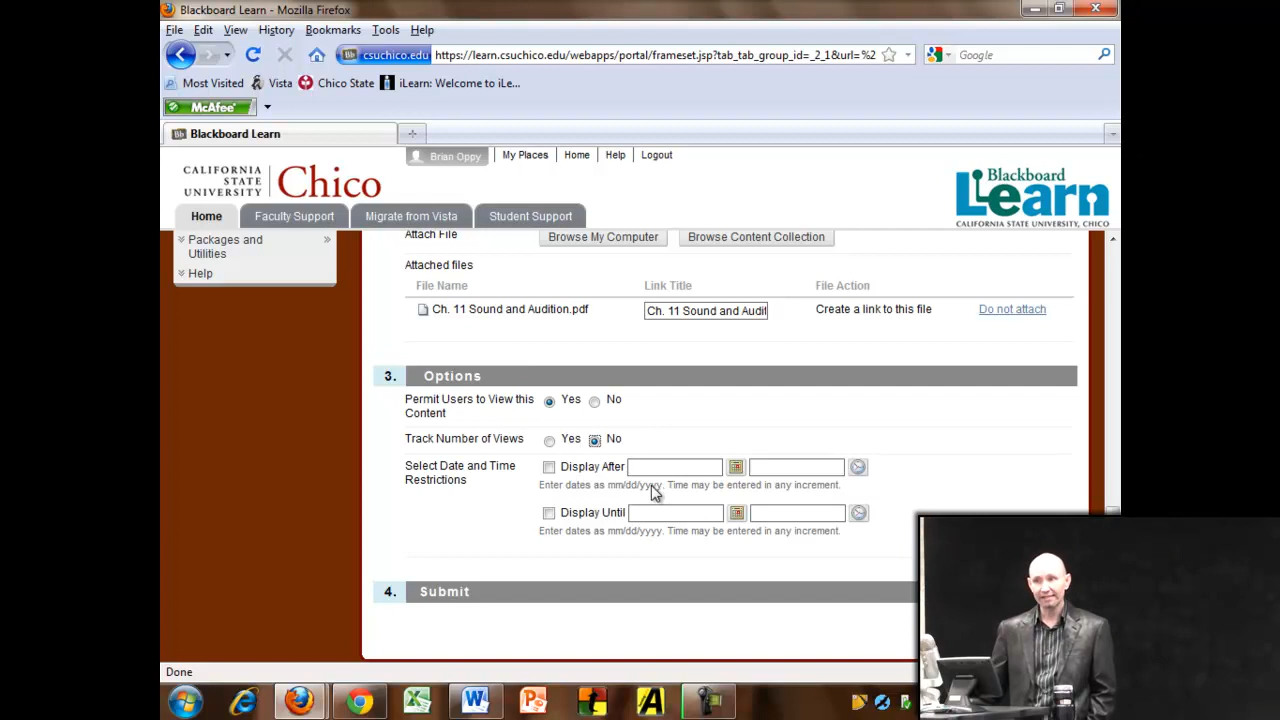 Blackboard Learn - Mozilla Firefox
File Edit View History Bookmarks Tools Help
csuchico.edu https://learn.csuchico.edu/webapps/portal/frameset.jsp?tab_tab_group_id=_2_1&url=%2 Google
Most Visited Vista Chico State iLearn: Welcome to iLe...
McAfee
Bb Blackboard Learn
Brian Oppy My Places Home Help Logout
CALIFORNIA
STATE
UNIVERSITY
Chico
Blackboard
Learn
CALIFORNIA STATE UNIVERSITY, CHICO
Home Faculty Support Migrate from Vista Student Support
Packages and
Utilities
Help
Attach File Browse My Computer Browse Content Collection
Attached files
File Name Link Title File Action
Ch. 11 Sound and Audition.pdf Ch. 11 Sound and Audit Create a link to this file Do not attach
3. Options
Permit Users to View this
Content
Yes No
Track Number of Views Yes No
Select Date and Time
Restrictions
Display After
Enter dates as mm/dd/yyyy. Time may be entered in any increment.
Display Until
Enter dates as mm/dd/yyyy. Time may be entered in any increment.
4. Submit
Done